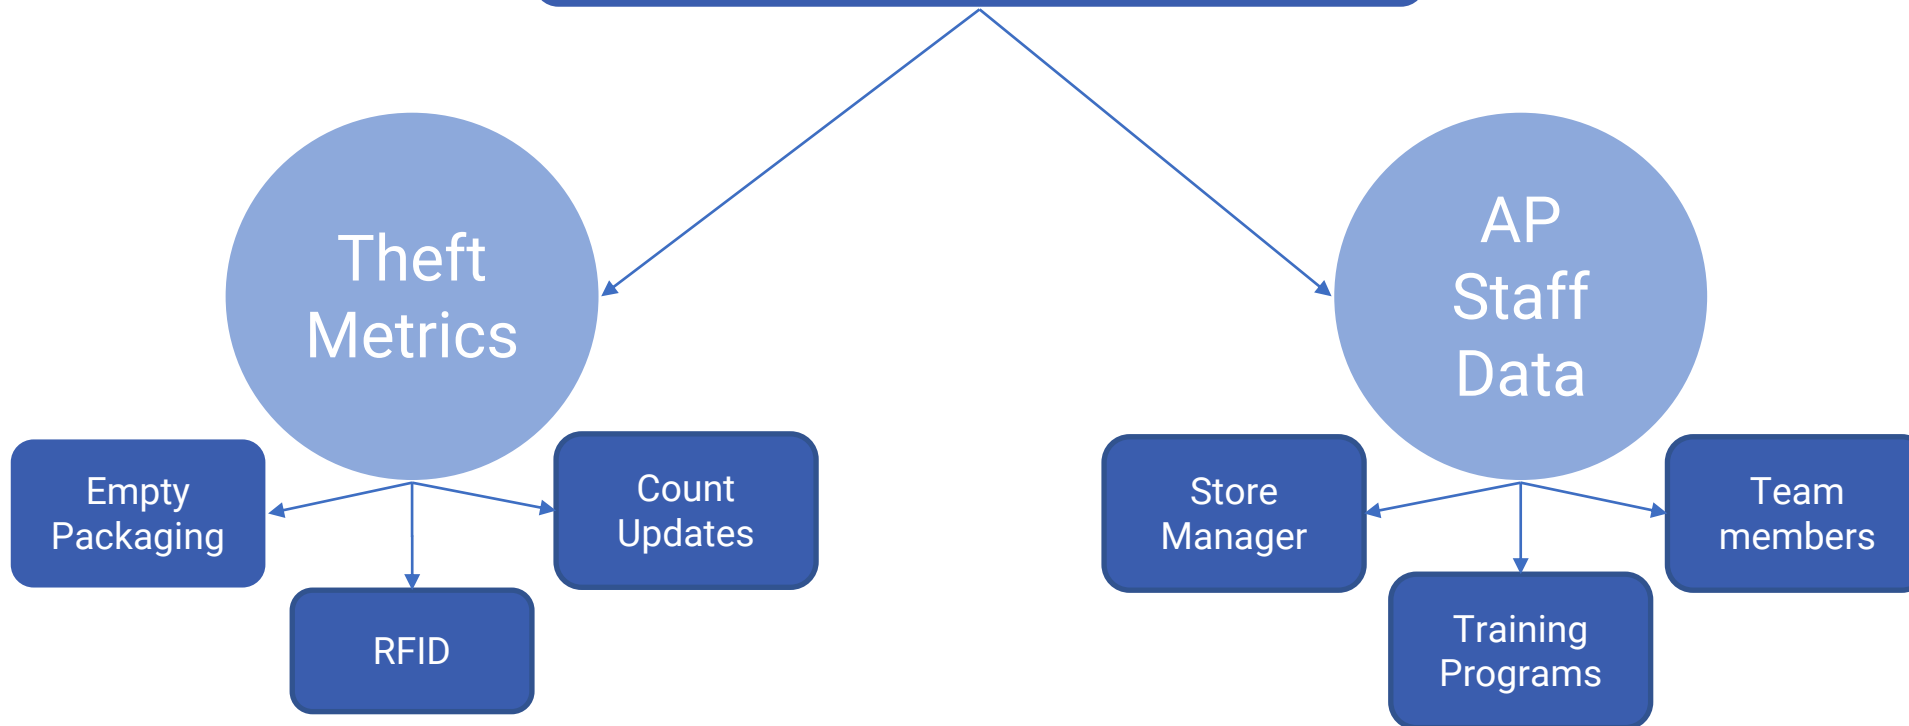 Theft
Metrics
AP
Staff
Data
Empty
Packaging
RFID
Count
Updates
Store
Manager
Training
Programs
Team
members